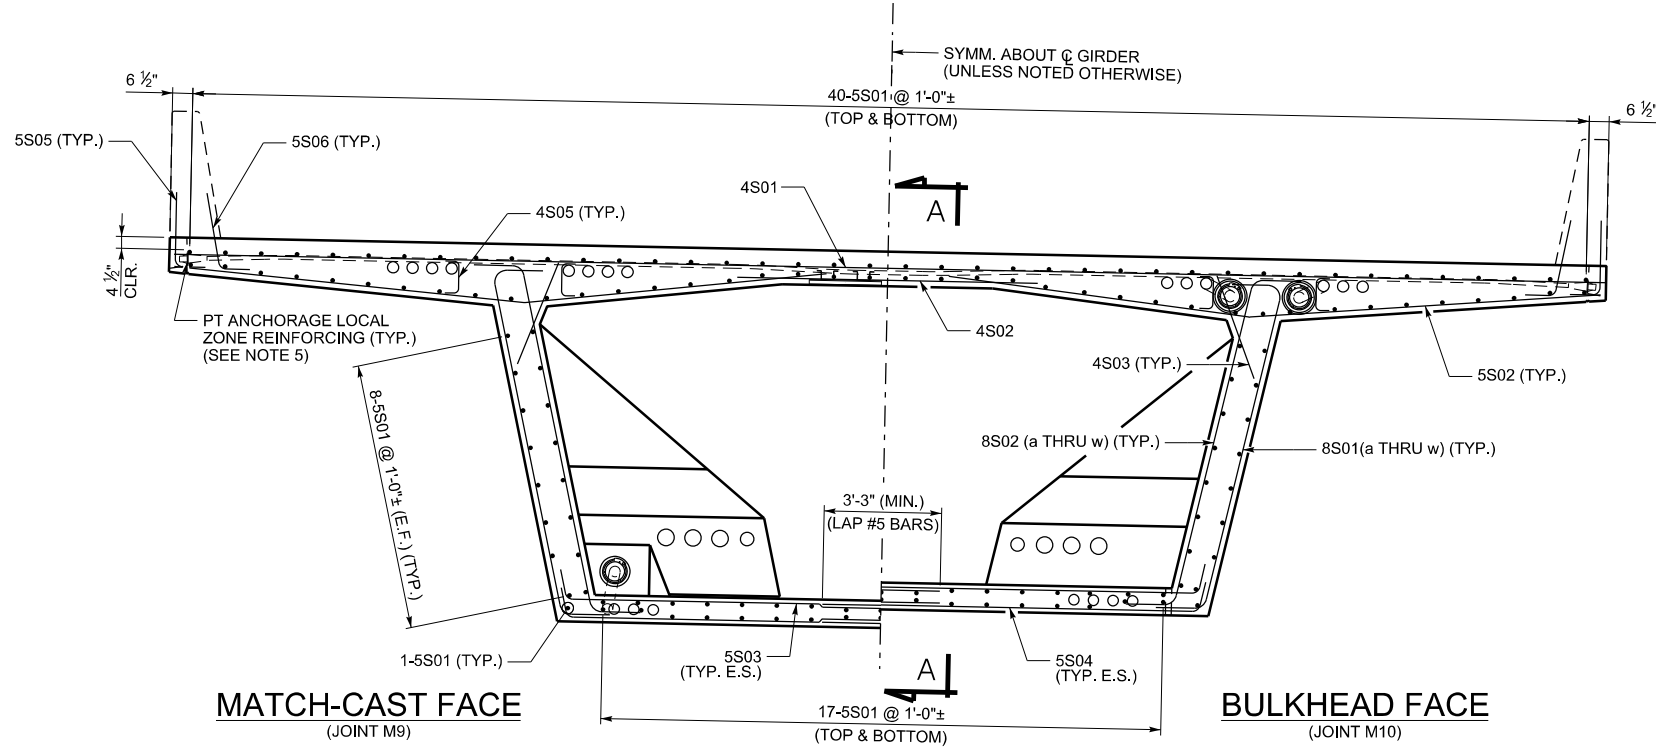 SYMM. ABOUT ℄ GIRDER
(UNLESS NOTED OTHERWISE)
6 ½"
40-5S01 @ 1'-0"±
(TOP & BOTTOM)
6 ½"
5S05 (TYP.)
5S06 (TYP.)
4S01
A
4S05 (TYP.)
4 ½"
CLR.
PT ANCHORAGE LOCAL
ZONE REINFORCING (TYP.)
(SEE NOTE 5)
4S02
4S03 (TYP.)
5S02 (TYP.)
8-5S01 @ 1'-0"± (E.F.) (TYP.)
8S02 (a THRU w) (TYP.)
8S01(a THRU w) (TYP.)
3'-3" (MIN.)
(LAP #5 BARS)
1-5S01 (TYP.)
5S03
(TYP. E.S.)
A
5S04
(TYP. E.S.)
MATCH-CAST FACE
(JOINT M9)
17-5S01 @ 1'-0"±
(TOP & BOTTOM)
BULKHEAD FACE
(JOINT M10)